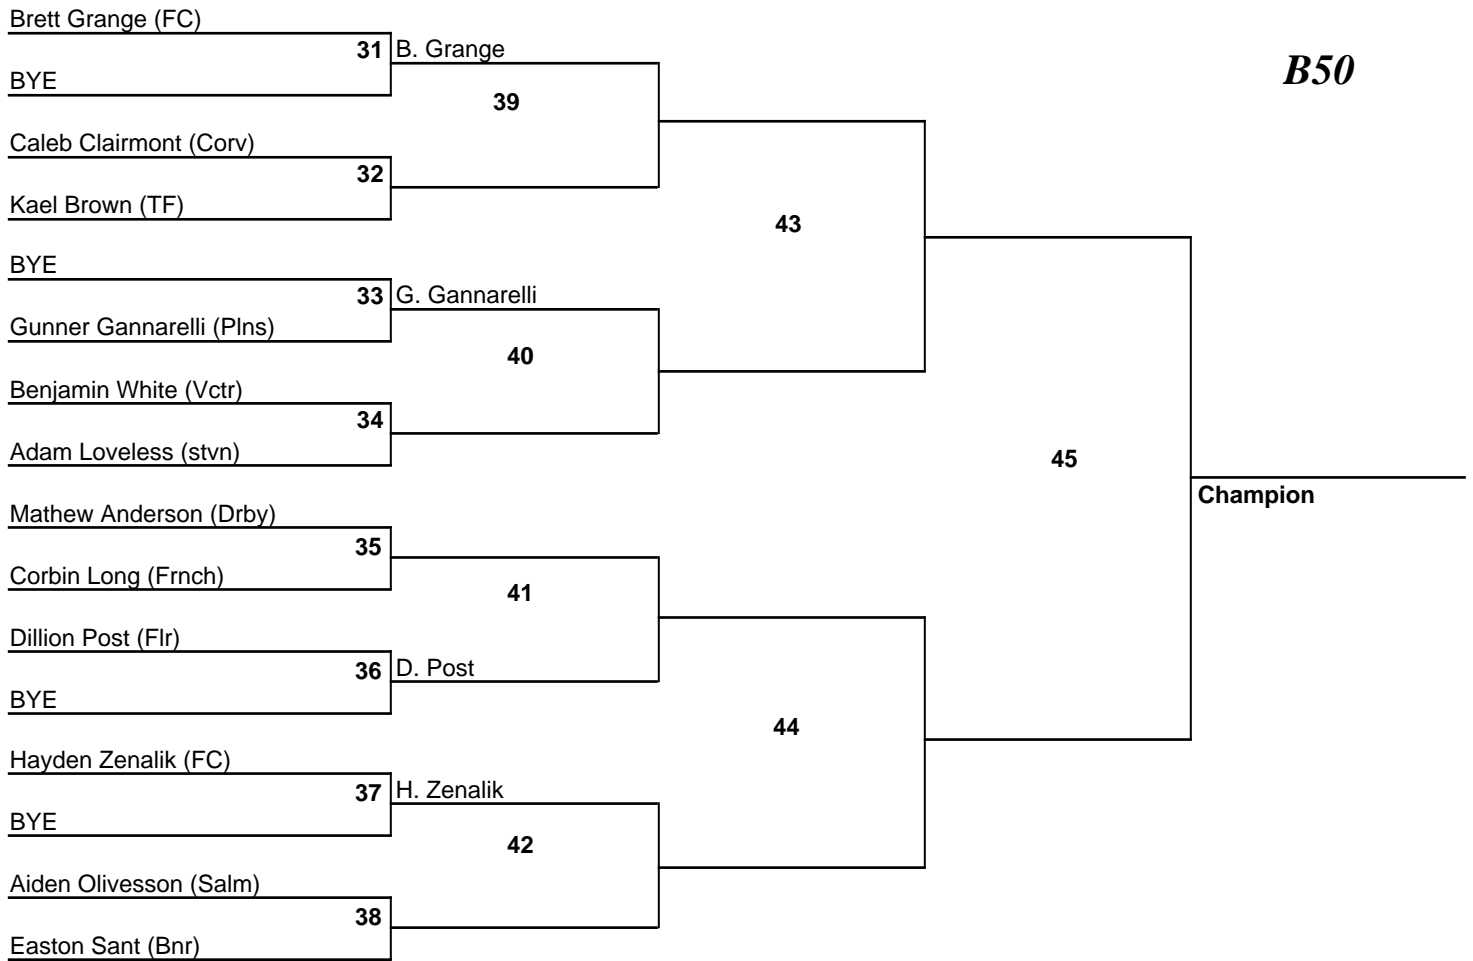 Brett Grange (FC)
31 B. Grange
B50
BYE
39
Caleb Clairmont (Corv)
32
Kael Brown (TF)
43
BYE
33 G. Gannarelli
Gunner Gannarelli (Plns)
40
Benjamin White (Vctr)
34
Adam Loveless (stvn)
45
Champion
Mathew Anderson (Drby)
35
Corbin Long (Frnch)
41
Dillion Post (Flr)
36 D. Post
BYE
44
Hayden Zenalik (FC)
37 H. Zenalik
BYE
42
Aiden Olivesson (Salm)
38
Easton Sant (Bnr)